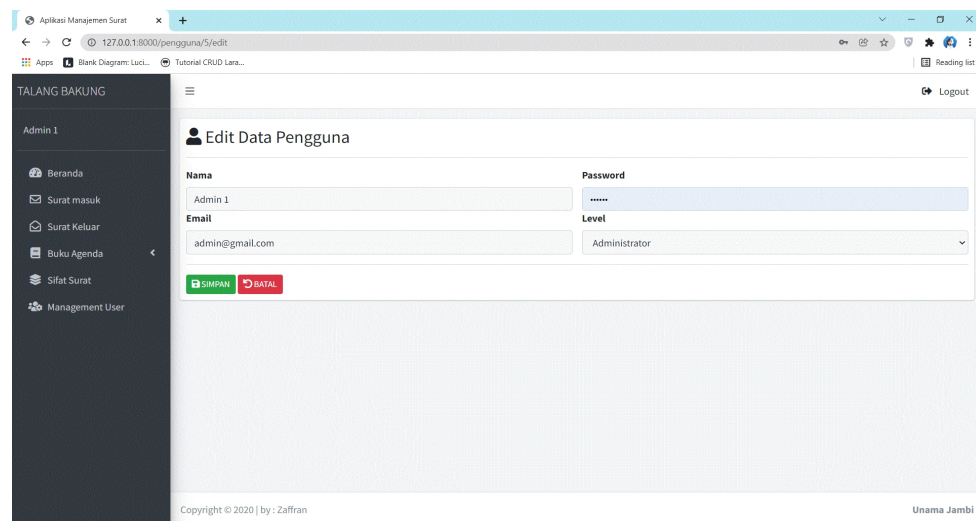 Aplikasi Manajemen Surat
127.0.0.1:8000/pengguna/5/edit
Apps Blank Diagram: Luci... Tutorial CRUD Lara... Reading list
TALANG BAKUNG
Logout
Admin 1
Beranda
Surat masuk
Surat Keluar
Buku Agenda
Sifat Surat
Management User
Edit Data Pengguna
Nama
Password
Admin 1
••••••
Email
Level
admin@gmail.com
Administrator
SIMPAN BATAL
Copyright © 2020 | by : Zaffran
Unama Jambi